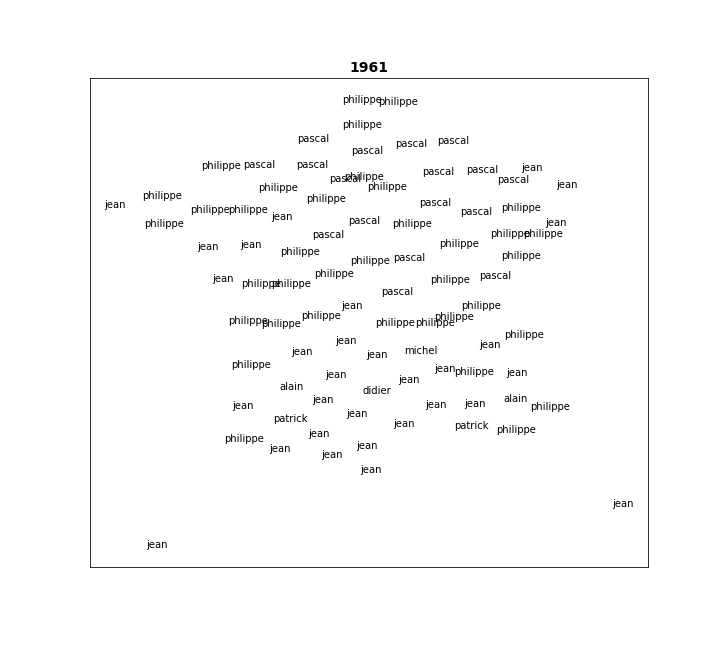 1961
philippe philippe
philippe
pascal pascal pascal
pascal
philippe pascal pascal jean
pascal philippe philippe pascal pascal pascal jean
philippe philippe
jean philippe pascal
philippe philippe jean pascal philippe
philippe pascal philippe jean
pascal philippe philippe
jean jean philippe philippe
philippe pascal philippe
jean philippe philippe philippe philippe pascal
pascal
jean philippe
philippe philippe philippe philippe philippe philippe
philippe
jean jean
jean jean michel
philippe jean philippe jean
jean jean
alain didier
jean jean jean jean alain philippe
patrick jean jean patrick philippe
philippe jean
jean jean jean
jean
jean
jean